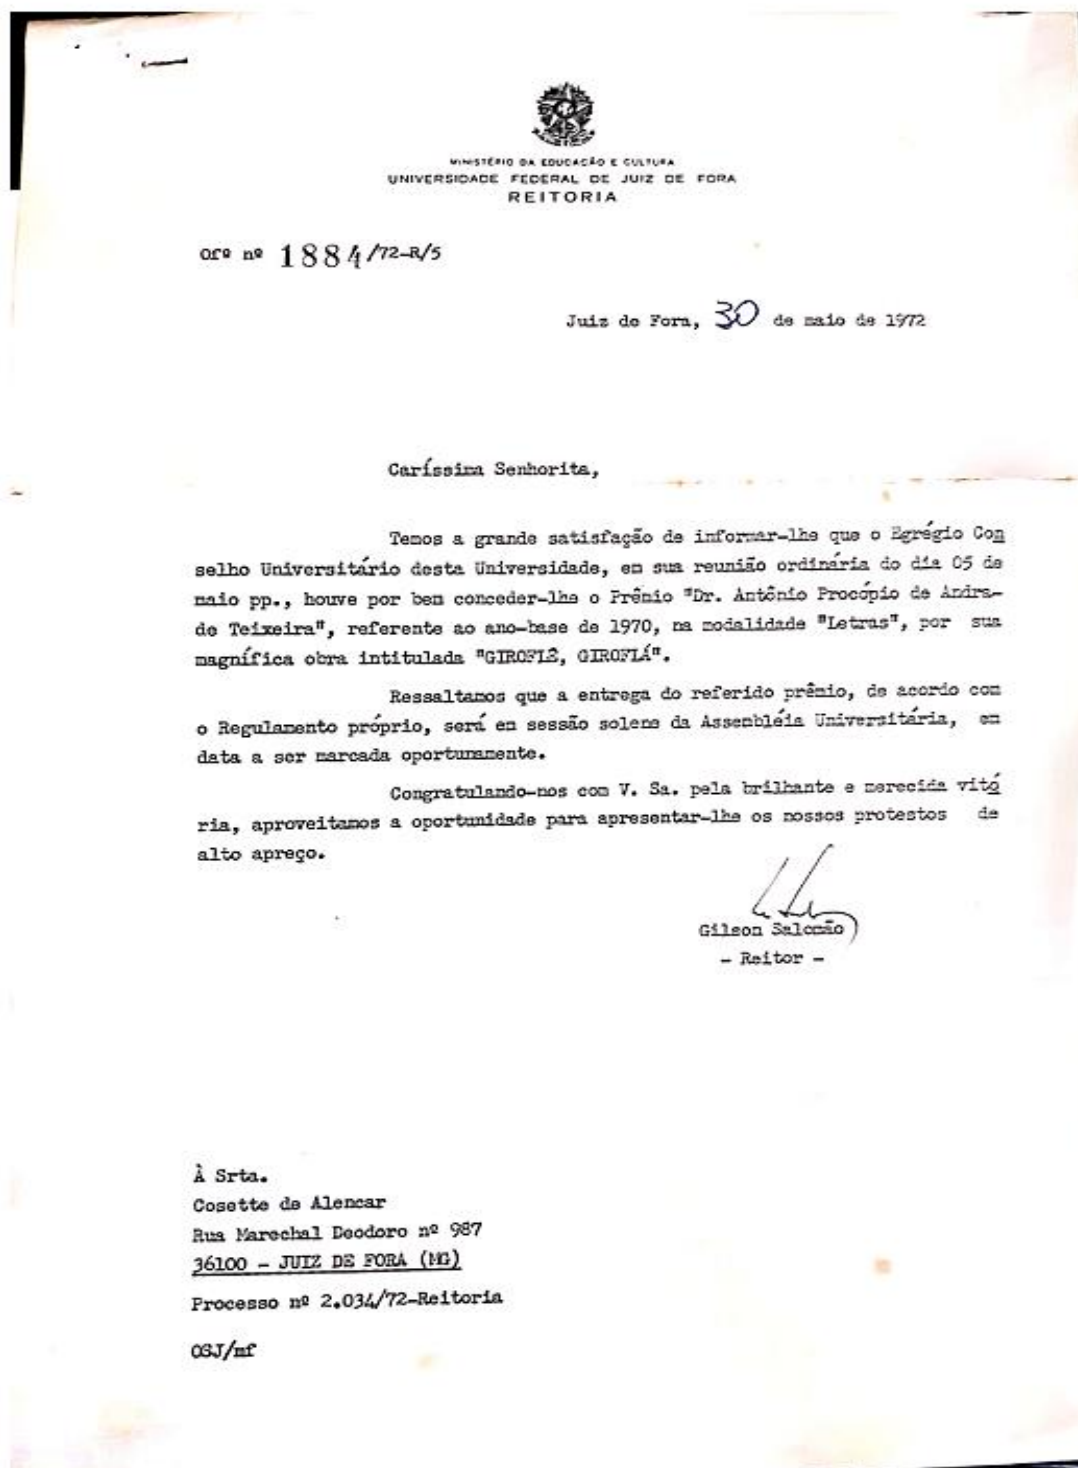 MINISTÉRIO DA EDUCAÇÃO E CULTURA
UNIVERSIDADE FEDERAL DE JUIZ DE FORA
REITORIA
Ofº nº 1884/72-R/5
Juiz de Fora, 30 de maio de 1972
Caríssima Senhorita,
Temos a grande satisfação de informar-lhe que o Egrégio Con
selho Universitário desta Universidade, em sua reunião ordinária do dia 05 de
maio pp., houve por bem conceder-lhe o Prêmio "Dr. Antônio Procópio de Andra-
de Teixeira", referente ao ano-base de 1970, na modalidade "Letras", por sua
magnífica obra intitulada "GIROFLÊ, GIROFLÁ".
Ressaltamos que a entrega do referido prêmio, de acordo com
o Regulamento próprio, será em sessão solene da Assembléia Universitária, em
data a ser marcada oportunamente.
Congratulando-nos com V. Sa. pela brilhante e merecida vitó
ria, aproveitamos a oportunidade para apresentar-lhe os nossos protestos de
alto apreço.
Gilson Salomão
- Reitor -
À Srta.
Cosette de Alencar
Rua Marechal Deodoro nº 987
36100 - JUIZ DE FORA (MG)
Processo nº 2.034/72-Reitoria
OSJ/mf